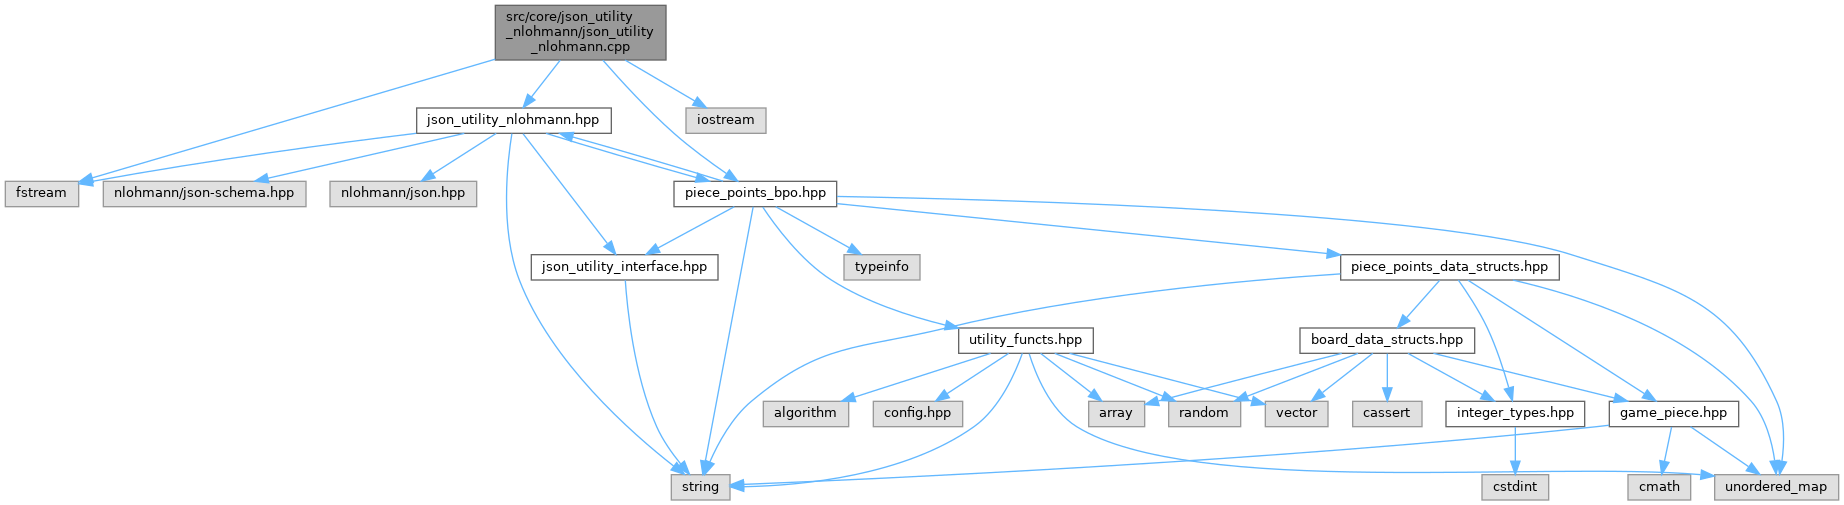 src/core/json_utility
_nlohmann/json_utility
_nlohmann.cpp
json_utility_nlohmann.hpp
iostream
fstream
nlohmann/json-schema.hpp
nlohmann/json.hpp
piece_points_bpo.hpp
json_utility_interface.hpp
typeinfo
piece_points_data_structs.hpp
utility_functs.hpp
board_data_structs.hpp
algorithm
config.hpp
array
random
vector
cassert
integer_types.hpp
game_piece.hpp
string
cstdint
cmath
unordered_map